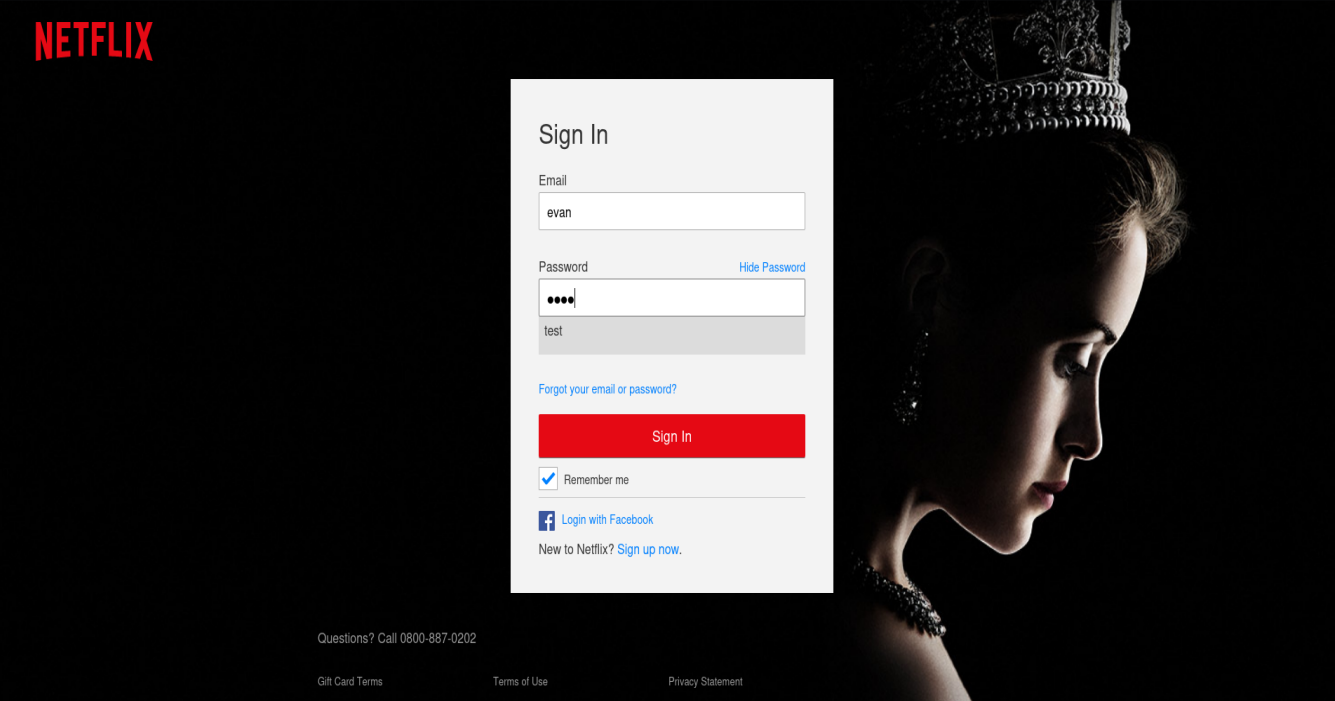 NETFLIX
Sign In
Email
evan
Password Hide Password
••••
test
Forgot your email or password?
Sign In
Remember me
Login with Facebook
New to Netflix? Sign up now.
Questions? Call 0800-887-0202
Gift Card Terms Terms of Use Privacy Statement